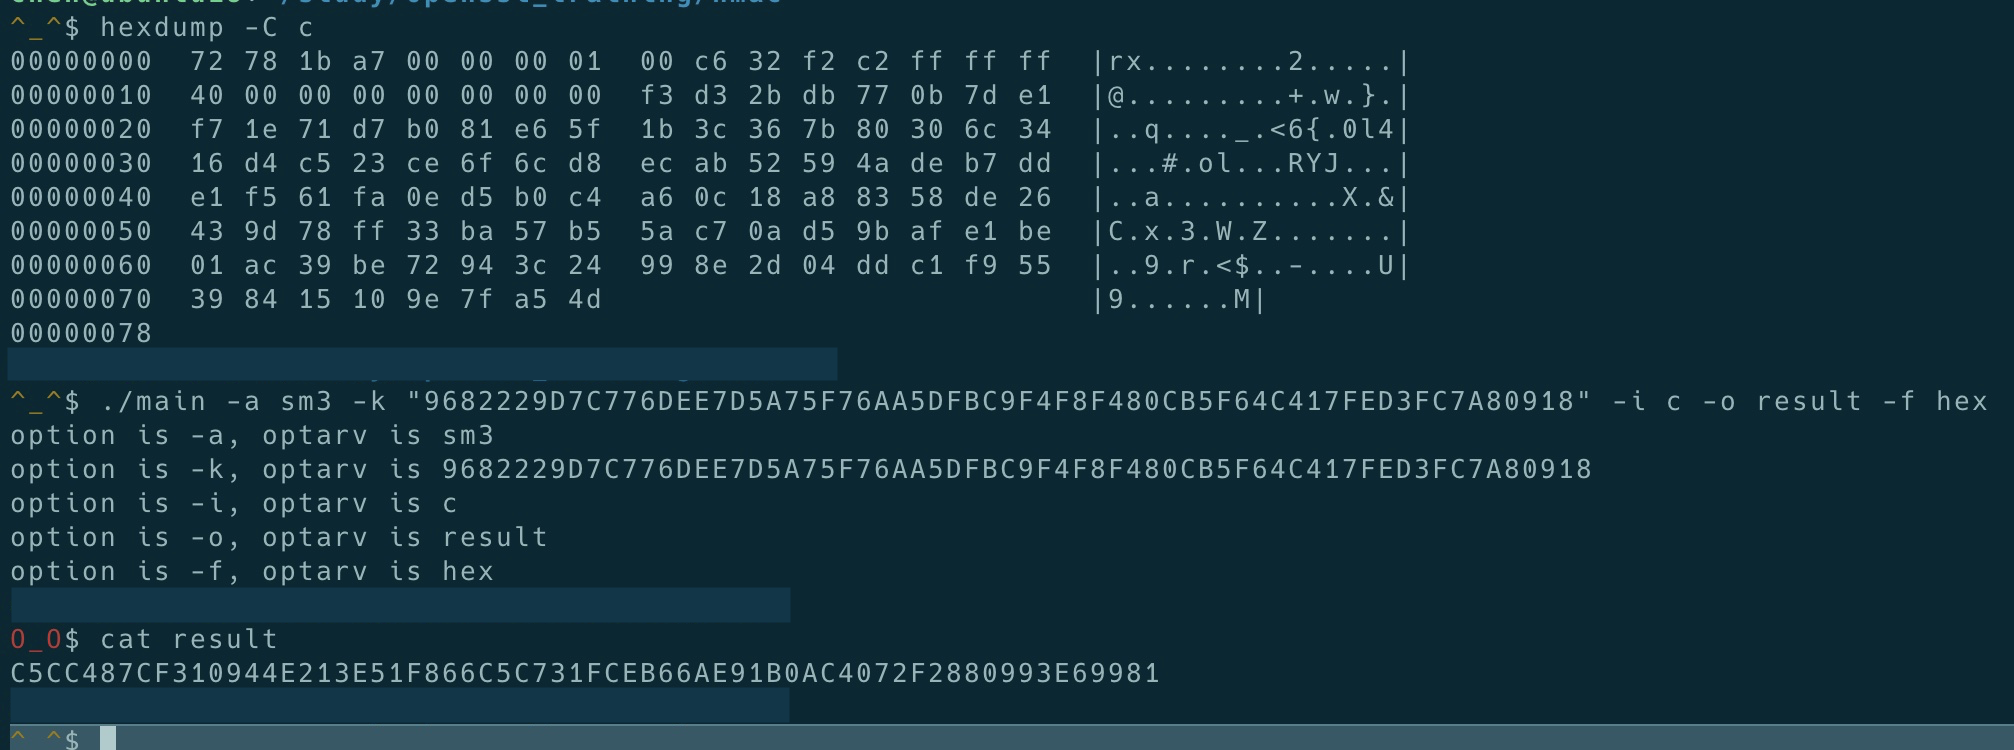 ^_^$ hexdump -C c
00000000  72 78 1b a7 00 00 00 01  00 c6 32 f2 c2 ff ff ff  |rx........2.....|
00000010  40 00 00 00 00 00 00 00  f3 d3 2b db 77 0b 7d e1  |@.........+.w.}.|
00000020  f7 1e 71 d7 b0 81 e6 5f  1b 3c 36 7b 80 30 6c 34  |..q...._.<6{.0l4|
00000030  16 d4 c5 23 ce 6f 6c d8  ec ab 52 59 4a de b7 dd  |...#.ol...RYJ...|
00000040  e1 f5 61 fa 0e d5 b0 c4  a6 0c 18 a8 83 58 de 26  |..a..........X.&|
00000050  43 9d 78 ff 33 ba 57 b5  5a c7 0a d5 9b af e1 be  |C.x.3.W.Z.......|
00000060  01 ac 39 be 72 94 3c 24  99 8e 2d 04 dd c1 f9 55  |..9.r.<$..-....U|
00000070  39 84 15 10 9e 7f a5 4d                           |9......M|
00000078
^_^$ ./main -a sm3 -k "9682229D7C776DEE7D5A75F76AA5DFBC9F4F8F480CB5F64C417FED3FC7A80918" -i c -o result -f hex
option is -a, optarv is sm3
option is -k, optarv is 9682229D7C776DEE7D5A75F76AA5DFBC9F4F8F480CB5F64C417FED3FC7A80918
option is -i, optarv is c
option is -o, optarv is result
option is -f, optarv is hex
O_O$ cat result
C5CC487CF310944E213E51F866C5C731FCEB66AE91B0AC4072F2880993E69981
^_^$